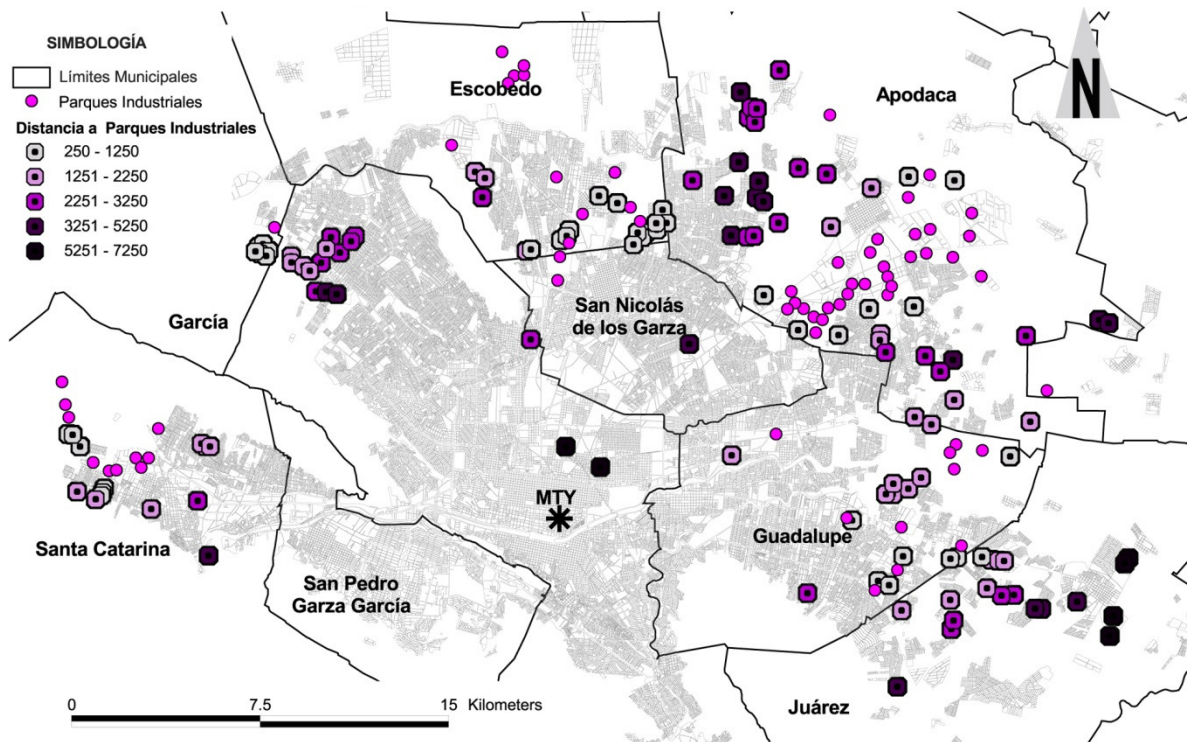 SIMBOLOGÍA
Límites Municipales
Parques Industriales
Distancia a Parques Industriales
250 - 1250
1251 - 2250
2251 - 3250
3251 - 5250
5251 - 7250
Escobedo
Apodaca
N
García
San Nicolás
de los Garza
MTY
Santa Catarina
San Pedro
Garza García
Guadalupe
Juárez
0 7.5 15 Kilometers